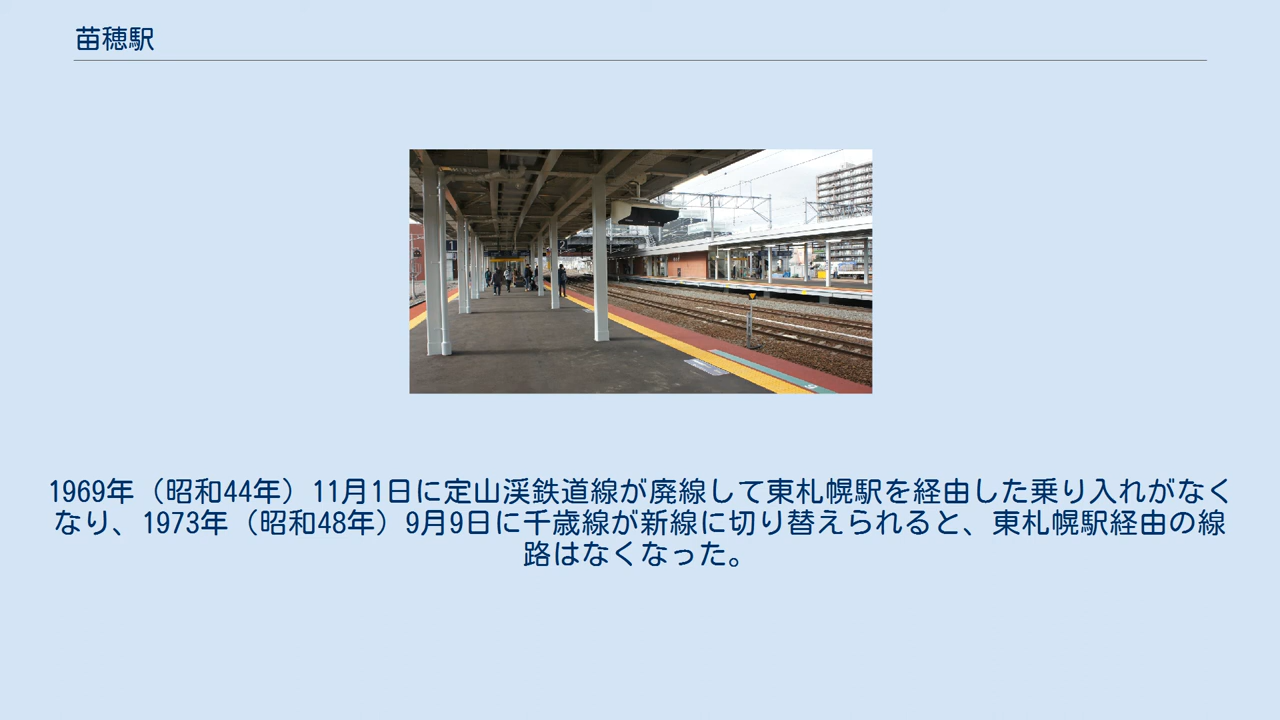 苗穂駅
1
2
1969年（昭和44年）11月1日に定山渓鉄道線が廃線して東札幌駅を経由した乗り入れがなく
なり、1973年（昭和48年）9月9日に千歳線が新線に切り替えられると、東札幌駅経由の線
路はなくなった。